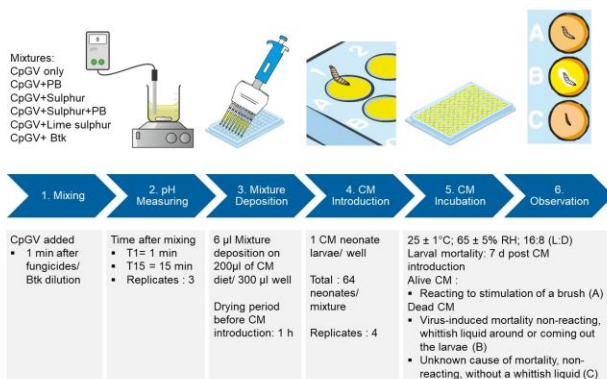 Mixtures:
CpGV only
CpGV+PB
CpGV+Sulphur
CpGV+Sulphur+PB
CpGV+Lime sulphur
CpGV+ Btk
1
2
A
B
A
B
C
1. Mixing
2. pH
Measuring
3. Mixture
Deposition
4. CM
Introduction
5. CM
Incubation
6.
Observation
CpGV added
▪ 1 min after
fungicides/
Btk dilution
Time after mixing
▪ T1= 1 min
▪ T15 = 15 min
▪ Replicates : 3
6 µl Mixture
deposition on
200µl of CM
diet/ 300 µl well
Drying period
before CM
introduction: 1 h
1 CM neonate
larvae/ well
Total : 64
neonates/
mixture
Replicates : 4
25 ± 1°C; 65 ± 5% RH; 16:8 (L:D)
Larval mortality: 7 d post CM
introduction
Alive CM :
▪ Reacting to stimulation of a brush (A)
Dead CM
▪ Virus-induced mortality non-reacting,
whittish liquid around or coming out
the larvae (B)
▪ Unknown cause of mortality, non-
reacting, without a whittish liquid (C)